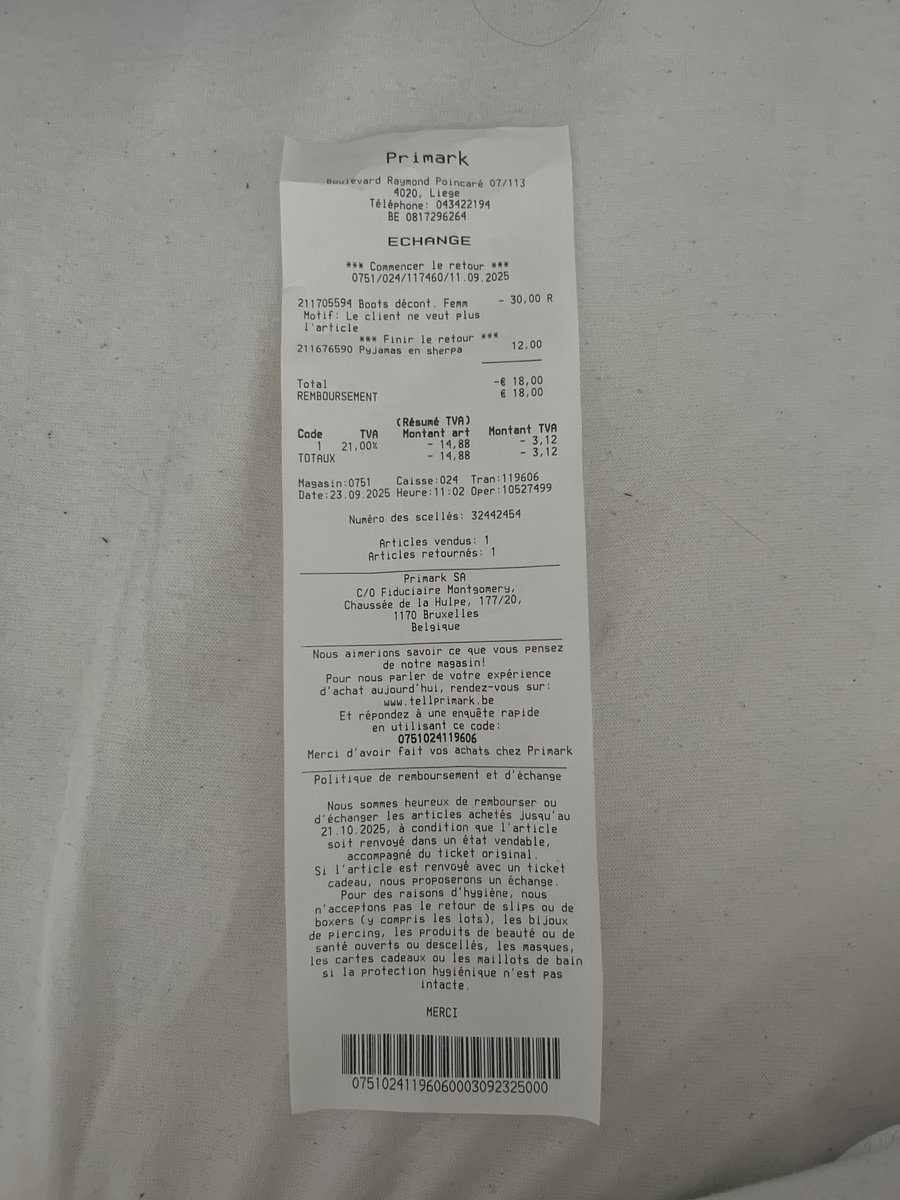 Primark
Boulevard Raymond Poincaré 07/113
4020, Liege
Téléphone: 043422194
BE 0817296264
ECHANGE
*** Commencer le retour ***
0751/024/117460/11.09.2025
211705594 Boots décont. Femm - 30,00 R
Motif: Le client ne veut plus
l'article
*** Finir le retour ***
211676590 Pyjamas en sherpa 12,00
Total -€ 18,00
REMBOURSEMENT € 18,00
(Résumé TVA)
Code TVA Montant art Montant TVA
1 21,00% - 14,88 - 3,12
TOTAUX - 14,88 - 3,12
Magasin:0751 Caisse:024 Tran:119606
Date:23.09.2025 Heure:11:02 Oper:10527499
Numéro des scellés: 32442454
Articles vendus: 1
Articles retournés: 1
Primark SA
C/O Fiduciaire Montgomery,
Chaussée de la Hulpe, 177/20,
1170 Bruxelles
Belgique
Nous aimerions savoir ce que vous pensez
de notre magasin!
Pour nous parler de votre expérience
d'achat aujourd'hui, rendez-vous sur:
www.tellprimark.be
Et répondez à une enquête rapide
en utilisant ce code:
0751024119606
Merci d'avoir fait vos achats chez Primark
Politique de remboursement et d'échange
Nous sommes heureux de rembourser ou
d'échanger les articles achetés jusqu'au
21.10.2025, à condition que l'article
soit renvoyé dans un état vendable,
accompagné du ticket original.
Si l'article est renvoyé avec un ticket
cadeau, nous proposerons un échange.
Pour des raisons d'hygiène, nous
n'acceptons pas le retour de slips ou de
boxers (y compris les lots), les bijoux
de piercing, les produits de beauté ou de
santé ouverts ou descellés, les masques,
les cartes cadeaux ou les maillots de bain
si la protection hygiénique n'est pas
intacte.
MERCI
07510241196060003092325000